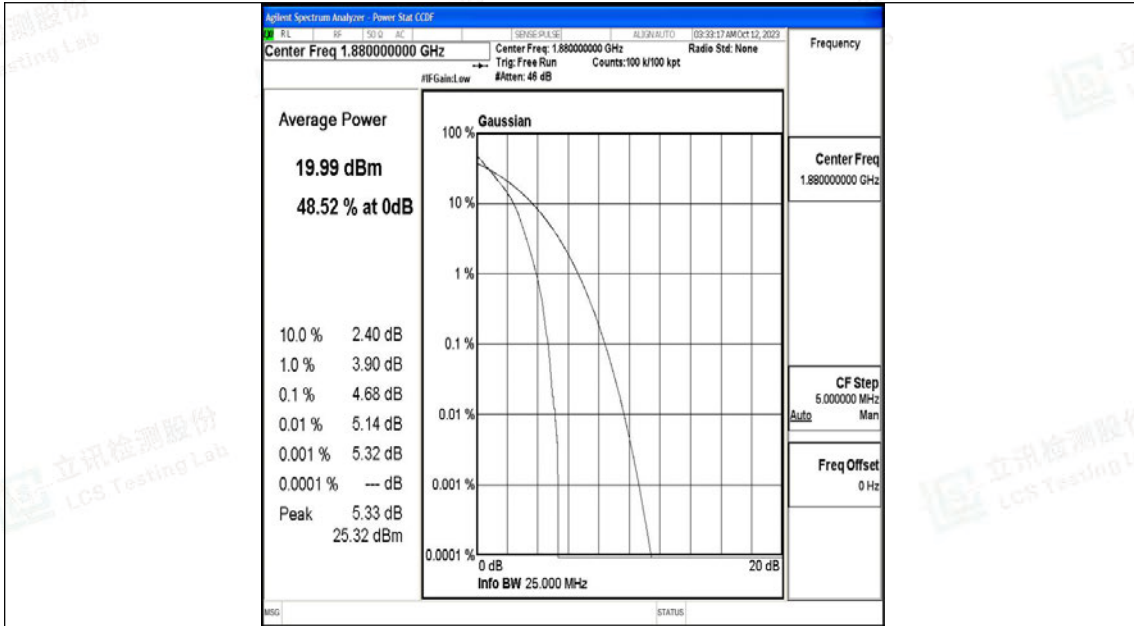 Agilent Spectrum Analyzer - Power Stat CCDF
RL RF 50 Ω AC SENSE:PULSE ALIGN AUTO 03:33:17 AM Oct 12, 2023
Center Freq 1.880000000 GHz
Center Freq: 1.880000000 GHz Radio Std: None
Trig: Free Run Counts:100 k/100 kpt
#IFGain:Low #Atten: 46 dB
Frequency
Average Power
19.99 dBm
48.52 % at 0dB
10.0 % 2.40 dB
1.0 % 3.90 dB
0.1 % 4.68 dB
0.01 % 5.14 dB
0.001 % 5.32 dB
0.0001 % --- dB
Peak 5.33 dB
25.32 dBm
Gaussian
100 %
10 %
1 %
0.1 %
0.01 %
0.001 %
0.0001 %
0 dB 20 dB
Info BW 25.000 MHz
Center Freq
1.880000000 GHz
CF Step
5.000000 MHz
Auto Man
Freq Offset
0 Hz
MSG STATUS
立讯检测股份
LCS Testing Lab
立讯检测股份
LCS Testing
测股份
sting Lab
立